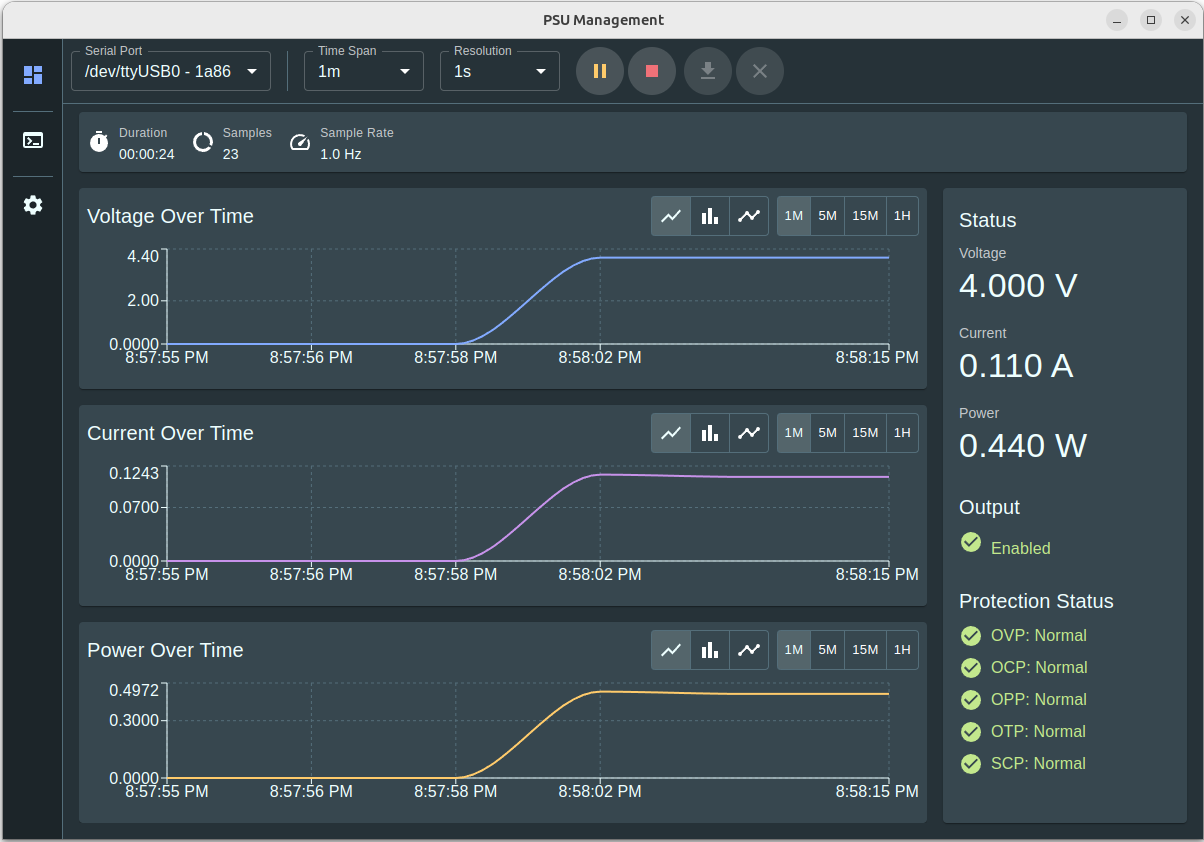 PSU Management
Serial Port
/dev/ttyUSB0 - 1a86
Time Span
1m
Resolution
1s
Duration
00:00:24
Samples
23
Sample Rate
1.0 Hz
Voltage Over Time
1M 5M 15M 1H
4.40
2.00
0.0000
8:57:55 PM 8:57:56 PM 8:57:58 PM 8:58:02 PM 8:58:15 PM
Current Over Time
1M 5M 15M 1H
0.1243
0.0700
0.0000
8:57:55 PM 8:57:56 PM 8:57:58 PM 8:58:02 PM 8:58:15 PM
Power Over Time
1M 5M 15M 1H
0.4972
0.3000
0.0000
8:57:55 PM 8:57:56 PM 8:57:58 PM 8:58:02 PM 8:58:15 PM
Status
Voltage
4.000 V
Current
0.110 A
Power
0.440 W
Output
Enabled
Protection Status
OVP: Normal
OCP: Normal
OPP: Normal
OTP: Normal
SCP: Normal